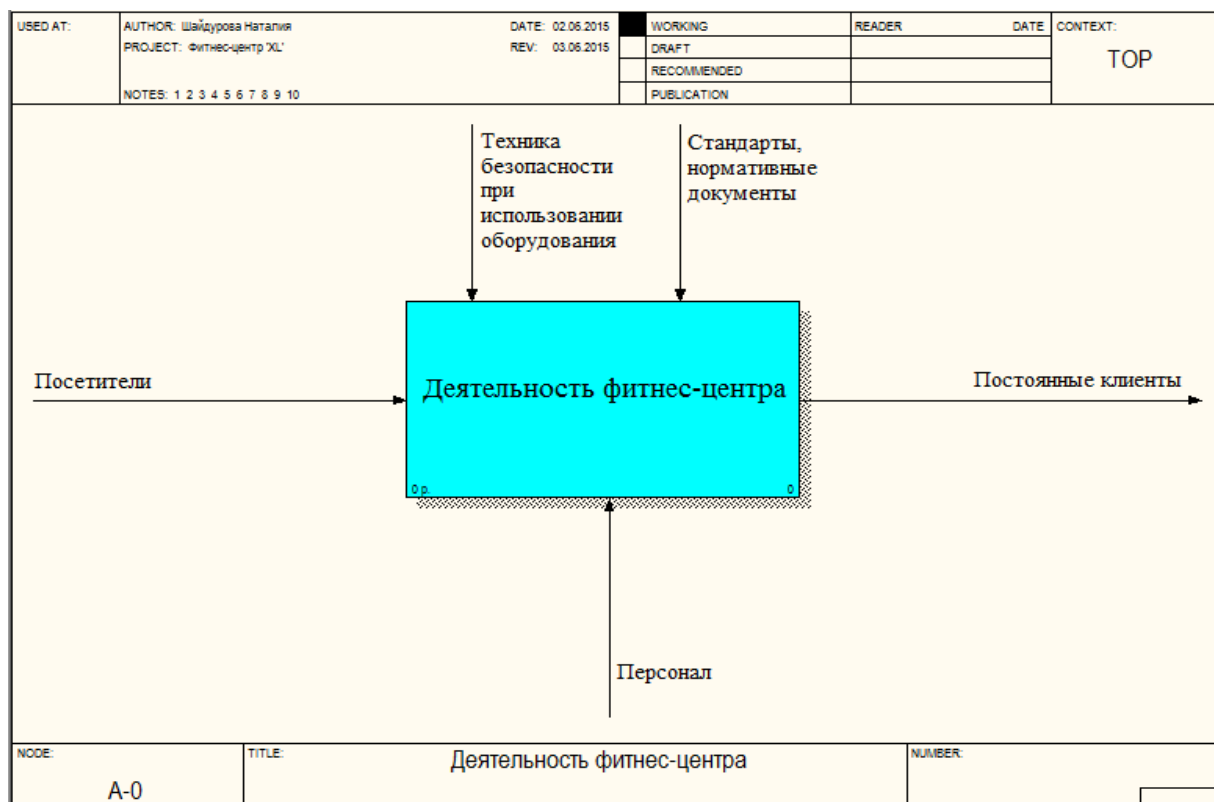 USED AT:
AUTHOR: Шайдурова Наталия
DATE: 02.06.2015
PROJECT: Фитнес-центр 'XL'
REV: 03.06.2015
NOTES: 1 2 3 4 5 6 7 8 9 10
WORKING
DRAFT
RECOMMENDED
PUBLICATION
READER
DATE
CONTEXT:
TOP
Техника
безопасности
при
использовании
оборудования
Стандарты,
нормативные
документы
Посетители
Деятельность фитнес-центра
0 р.
0
Постоянные клиенты
Персонал
NODE:
A-0
TITLE:
Деятельность фитнес-центра
NUMBER: